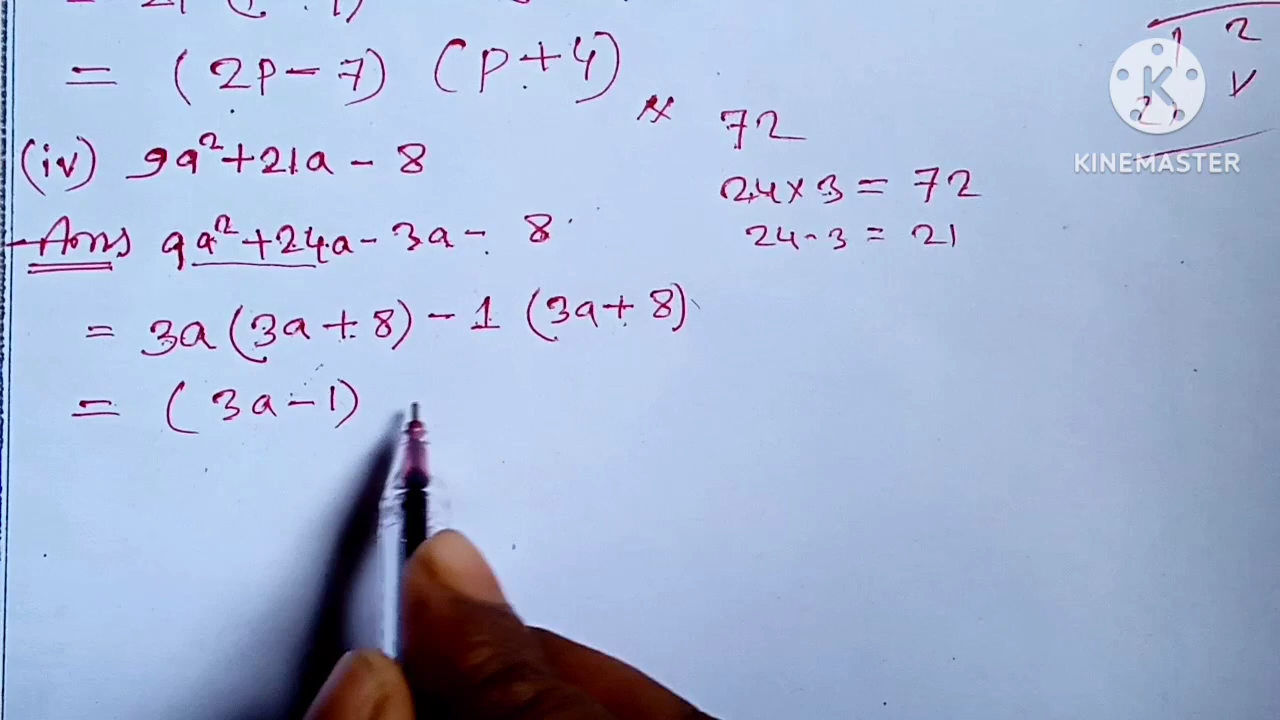 = (2p-7) (p+4)
(iv) 9a²+21a-8
Ans 9a²+24a-3a-8
= 3a(3a+8)-1(3a+8)
= (3a-1)
72
24×3=72
24-3=21
2
KINEMASTER